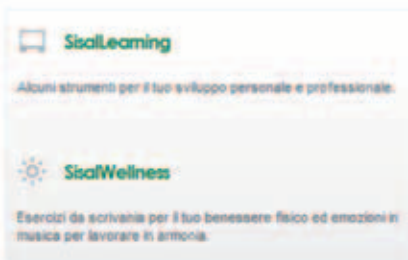 SisalLearning
Alcuni strumenti per il tuo sviluppo personale e professionale.
SisalWellness
Esercizi da scrivania per il tuo benessere fisico ed emozioni in
musica per lavorare in armonia.